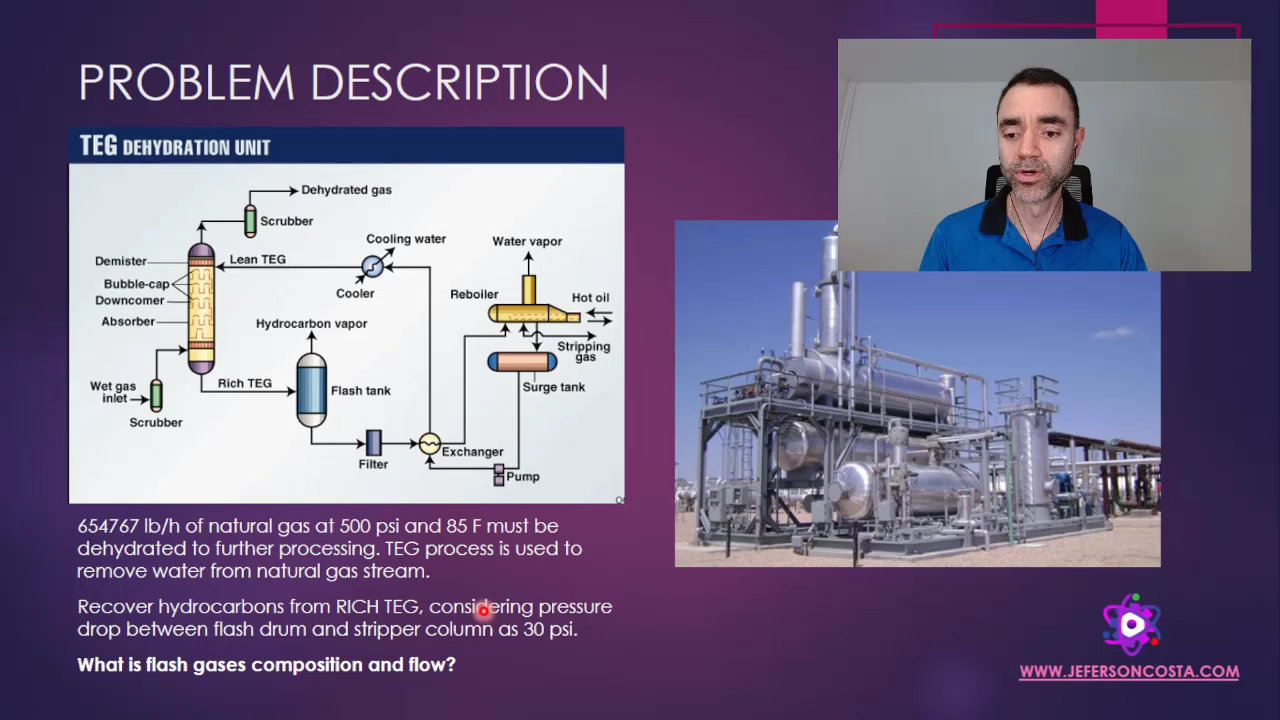 PROBLEM DESCRIPTION
TEG DEHYDRATION UNIT
Dehydrated gas
Scrubber
Cooling water
Water vapor
Demister
Lean TEG
Bubble-cap
Downcomer
Cooler
Reboiler
Hot oil
Absorber
Hydrocarbon vapor
Stripping
gas
Rich TEG
Flash tank
Surge tank
Wet gas
inlet
Scrubber
Filter
Exchanger
Pump
654767 lb/h of natural gas at 500 psi and 85 F must be
dehydrated to further processing. TEG process is used to
remove water from natural gas stream.
Recover hydrocarbons from RICH TEG, considering pressure
drop between flash drum and stripper column as 30 psi.
What is flash gases composition and flow?
WWW.JEFERSONCOSTA.COM